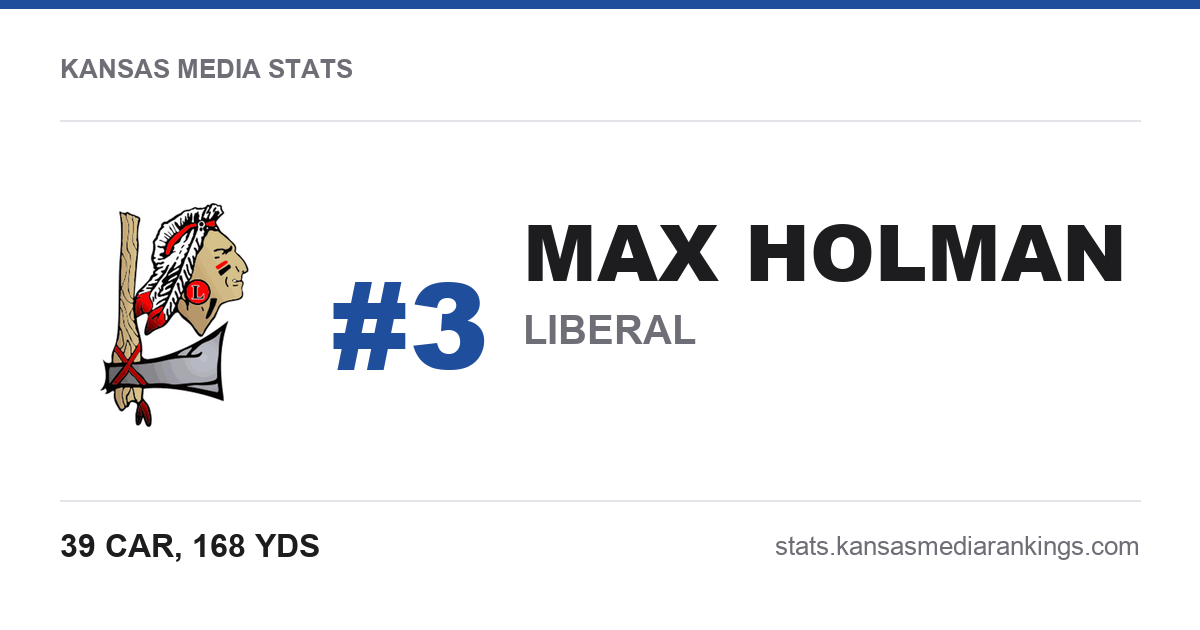 KANSAS MEDIA STATS
L
#3
MAX HOLMAN
LIBERAL
39 CAR, 168 YDS
stats.kansasmediarankings.com